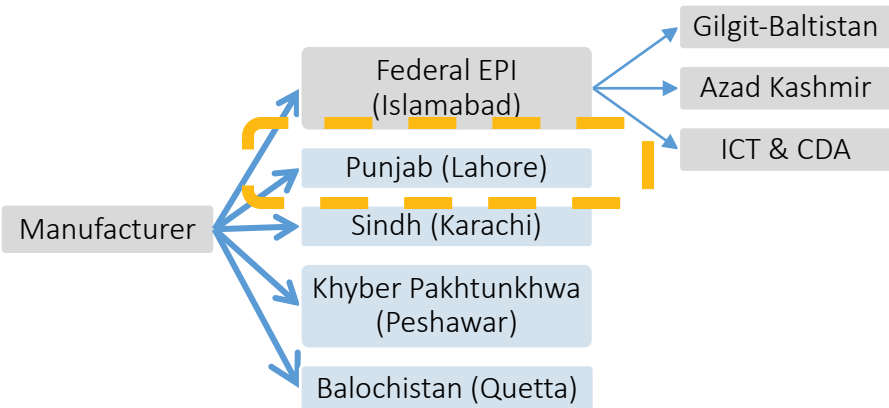 Manufacturer
Federal EPI
(Islamabad)
Punjab (Lahore)
Sindh (Karachi)
Khyber Pakhtunkhwa
(Peshawar)
Balochistan (Quetta)
Gilgit-Baltistan
Azad Kashmir
ICT & CDA